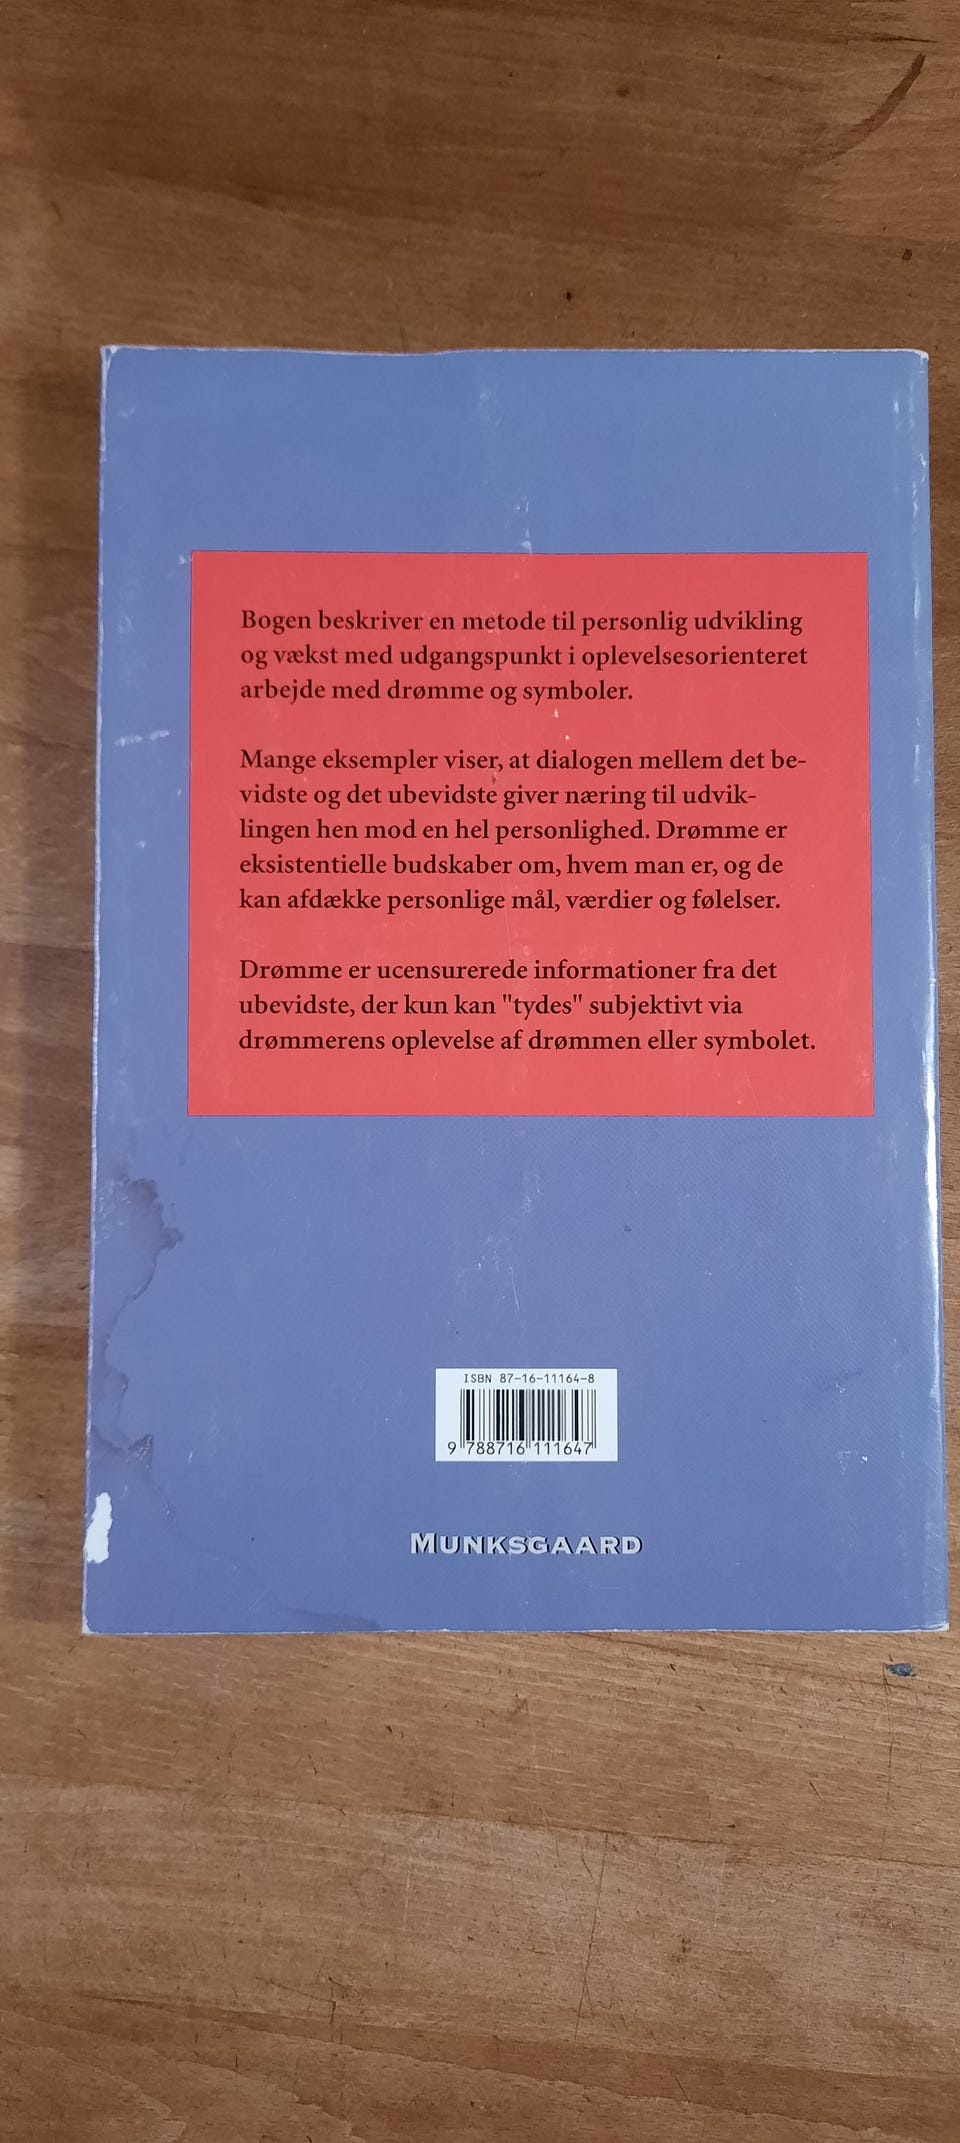 Bogen beskriver en metode til personlig udvikling
og vækst med udgangspunkt i oplevelsesorienteret
arbejde med drømme og symboler.
Mange eksempler viser, at dialogen mellem det be-
vidste og det ubevidste giver næring til udvik-
lingen hen mod en hel personlighed. Drømme er
eksistentielle budskaber om, hvem man er, og de
kan afdække personlige mål, værdier og følelser.
Drømme er ucensurerede informationer fra det
ubevidste, der kun kan "tydes" subjektivt via
drømmerens oplevelse af drømmen eller symbolet.
ISBN 87-16-11164-8
9 788716 111647
MUNKSGAARD